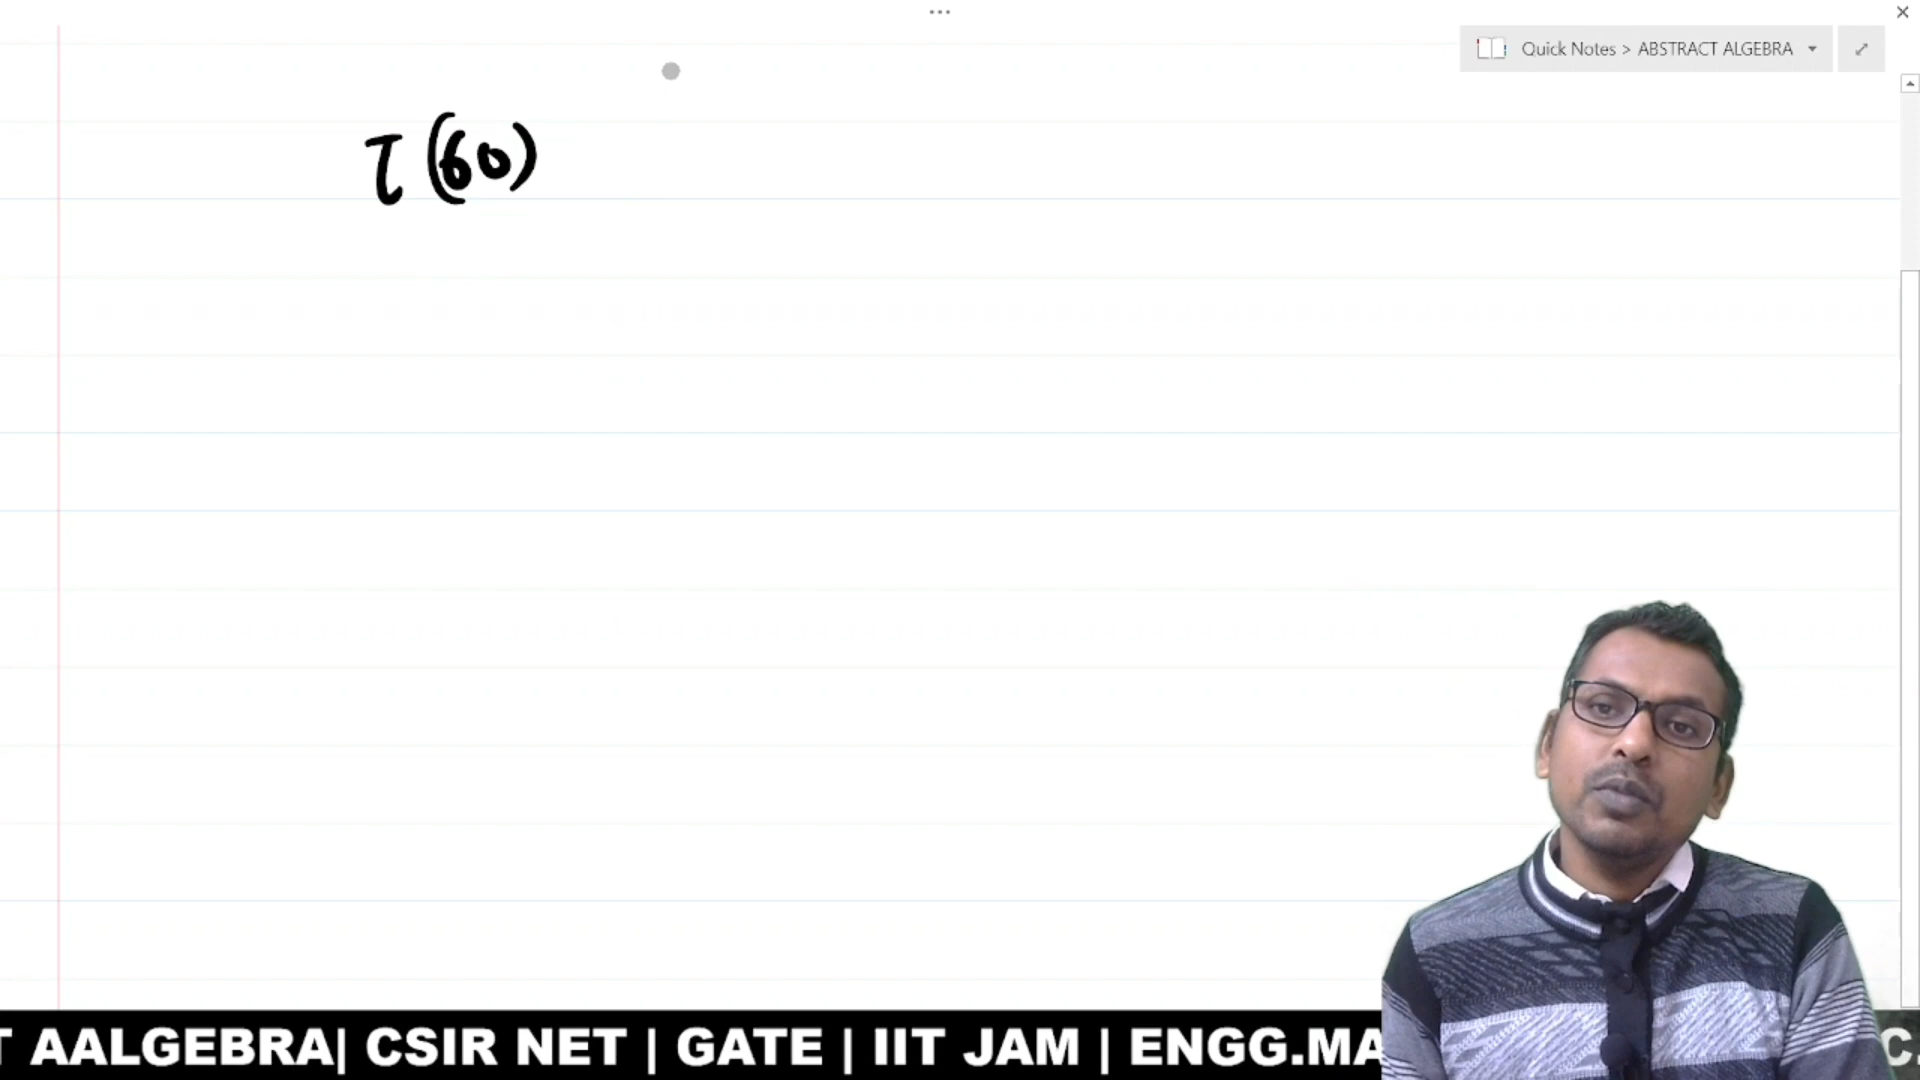 Quick Notes > ABSTRACT ALGEBRA
τ(60)
T AALGEBRA| CSIR NET | GATE | IIT JAM | ENGG.MA C.